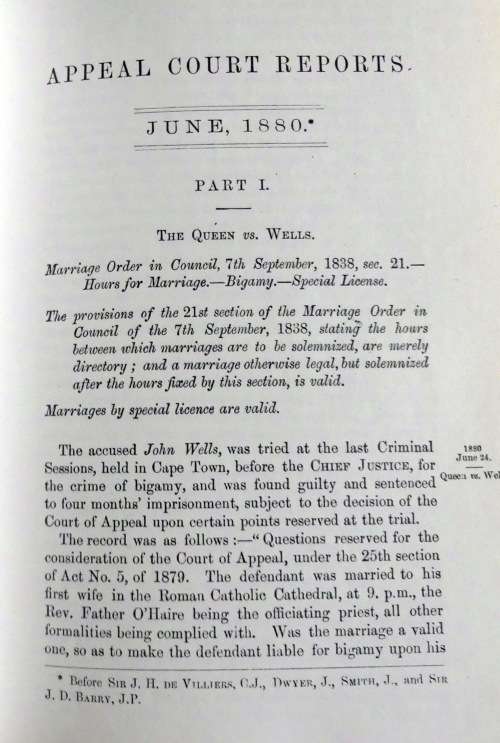 APPEAL COURT REPORTS.
JUNE, 1880.*
PART I.
THE QUEEN vs. WELLS.
Marriage Order in Council, 7th September, 1838, sec. 21.—
Hours for Marriage.—Bigamy.—Special License.
The provisions of the 21st section of the Marriage Order in
Council of the 7th September, 1838, stating the hours
between which marriages are to be solemnized, are merely
directory; and a marriage otherwise legal, but solemnized
after the hours fixed by this section, is valid.
Marriages by special licence are valid.
The accused John Wells, was tried at the last Criminal
Sessions, held in Cape Town, before the CHIEF JUSTICE, for
the crime of bigamy, and was found guilty and sentenced
to four months' imprisonment, subject to the decision of the
Court of Appeal upon certain points reserved at the trial.
1880
June 24.
Queen vs. Wel
The record was as follows:—“Questions reserved for the
consideration of the Court of Appeal, under the 25th section
of Act No. 5, of 1879. The defendant was married to his
first wife in the Roman Catholic Cathedral, at 9. p.m., the
Rev. Father O'Haire being the officiating priest, all other
formalities being complied with. Was the marriage a valid
one, so as to make the defendant liable for bigamy upon his
* Before SIR J. H. DE VILLIERS, C.J., DWYER, J., SMITH, J., and SIR
J. D. BARRY, J.P.